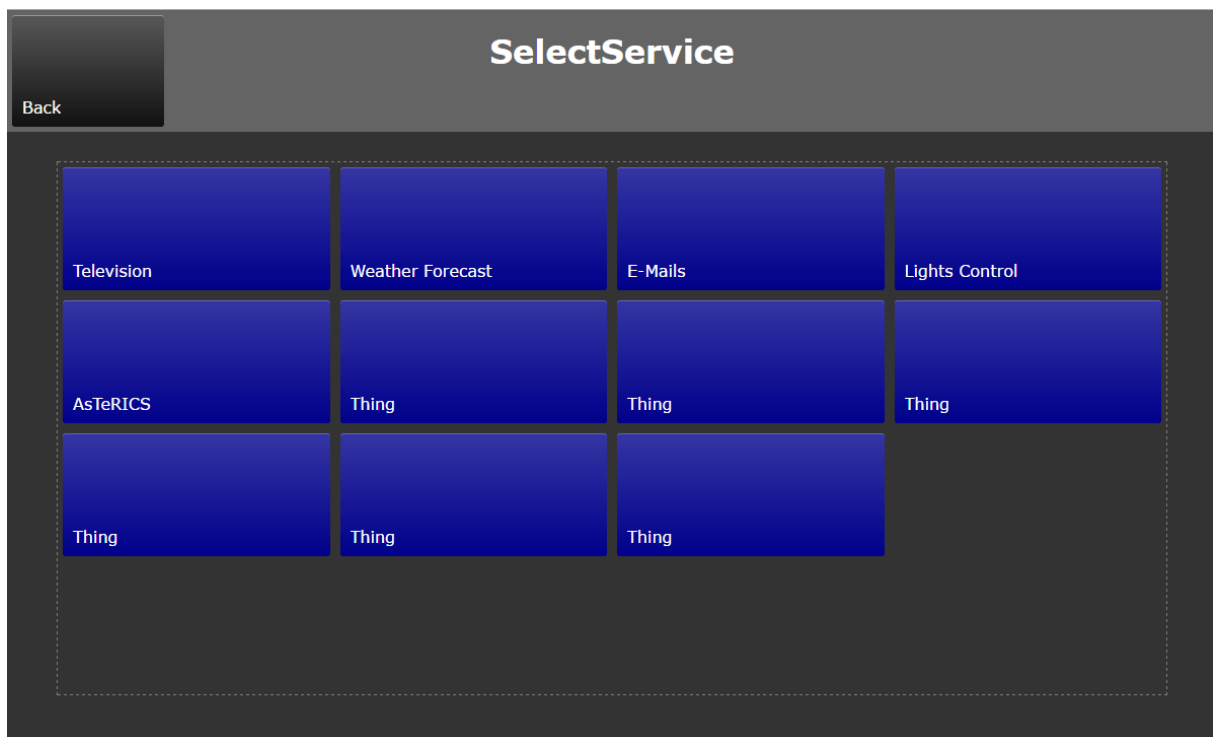 SelectService
Back
Television
Weather Forecast
E-Mails
Lights Control
AsTeRICS
Thing
Thing
Thing
Thing
Thing
Thing